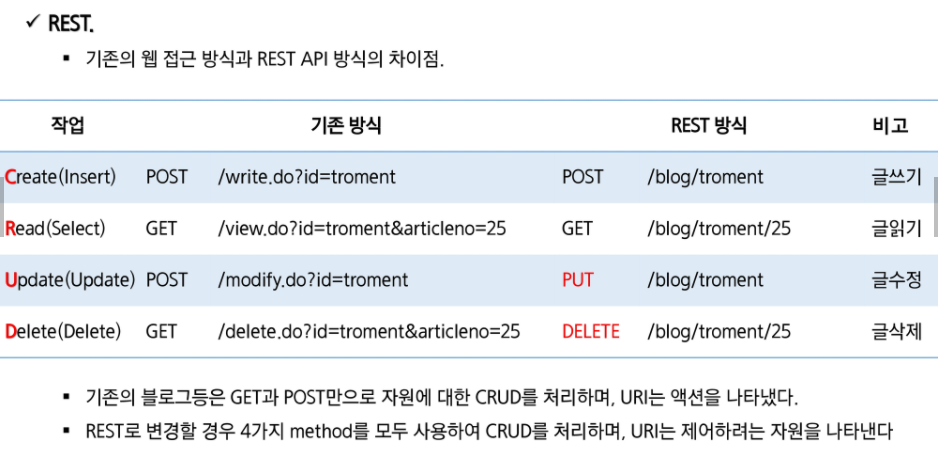 ✓ REST.
▪ 기존의 웹 접근 방식과 REST API 방식의 차이점.
작업 기존 방식 REST 방식 비고
Create(Insert) POST /write.do?id=troment POST /blog/troment 글쓰기
Read(Select) GET /view.do?id=troment&articleno=25 GET /blog/troment/25 글읽기
Update(Update) POST /modify.do?id=troment PUT /blog/troment 글수정
Delete(Delete) GET /delete.do?id=troment&articleno=25 DELETE /blog/troment/25 글삭제
▪ 기존의 블로그등은 GET과 POST만으로 자원에 대한 CRUD를 처리하며, URI는 액션을 나타냈다.
▪ REST로 변경할 경우 4가지 method를 모두 사용하여 CRUD를 처리하며, URI는 제어하려는 자원을 나타낸다